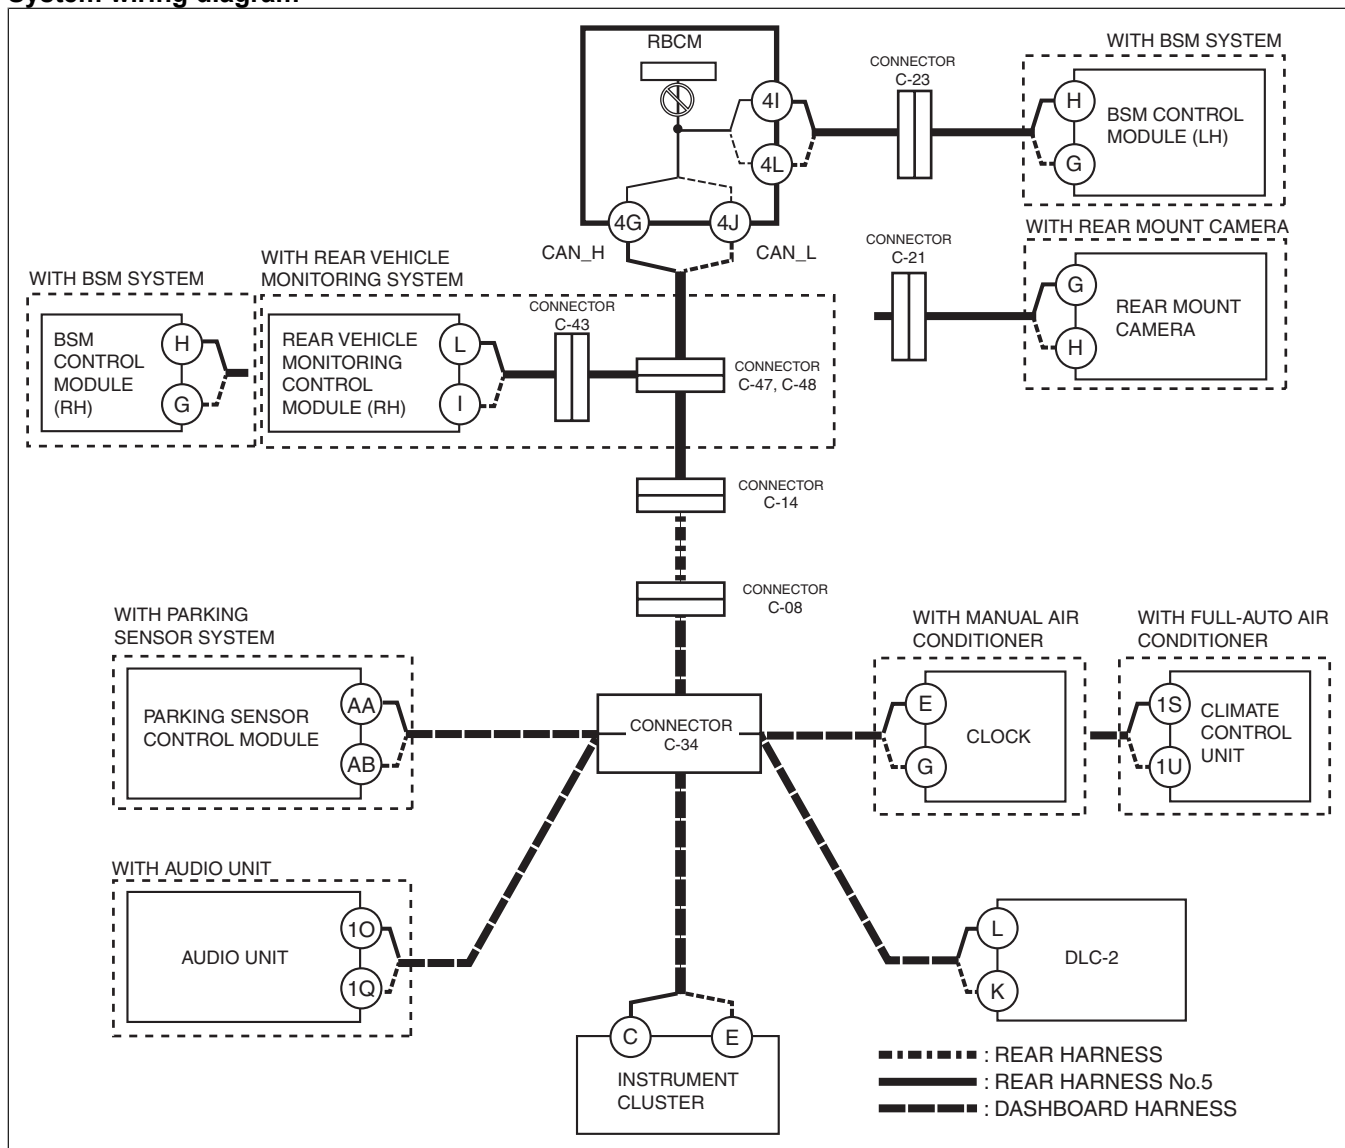 System wiring diagram
RBCM
4I
4L
4G
4J
CAN_H
CAN_L
CONNECTOR
C-23
WITH BSM SYSTEM
H
G
BSM CONTROL
MODULE (LH)
CONNECTOR
C-21
WITH REAR MOUNT CAMERA
G
H
REAR MOUNT
CAMERA
WITH BSM SYSTEM
BSM
CONTROL
MODULE
(RH)
H
G
WITH REAR VEHICLE
MONITORING SYSTEM
REAR VEHICLE
MONITORING
CONTROL
MODULE (RH)
L
I
CONNECTOR
C-43
CONNECTOR
C-47, C-48
CONNECTOR
C-14
CONNECTOR
C-08
WITH PARKING
SENSOR SYSTEM
PARKING SENSOR
CONTROL MODULE
AA
AB
CONNECTOR
C-34
WITH MANUAL AIR
CONDITIONER
E
G
CLOCK
WITH FULL-AUTO AIR
CONDITIONER
1S
1U
CLIMATE
CONTROL
UNIT
WITH AUDIO UNIT
AUDIO UNIT
1O
1Q
L
K
DLC-2
C
E
INSTRUMENT
CLUSTER
: REAR HARNESS
: REAR HARNESS No.5
: DASHBOARD HARNESS